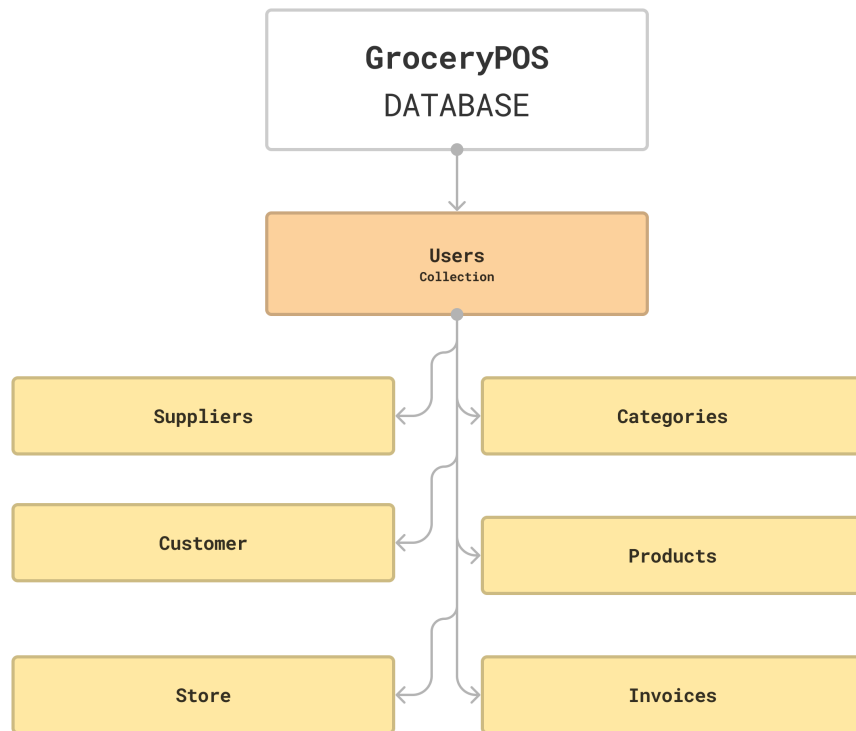 GroceryPOS
DATABASE
Users
Collection
Suppliers
Categories
Customer
Products
Store
Invoices